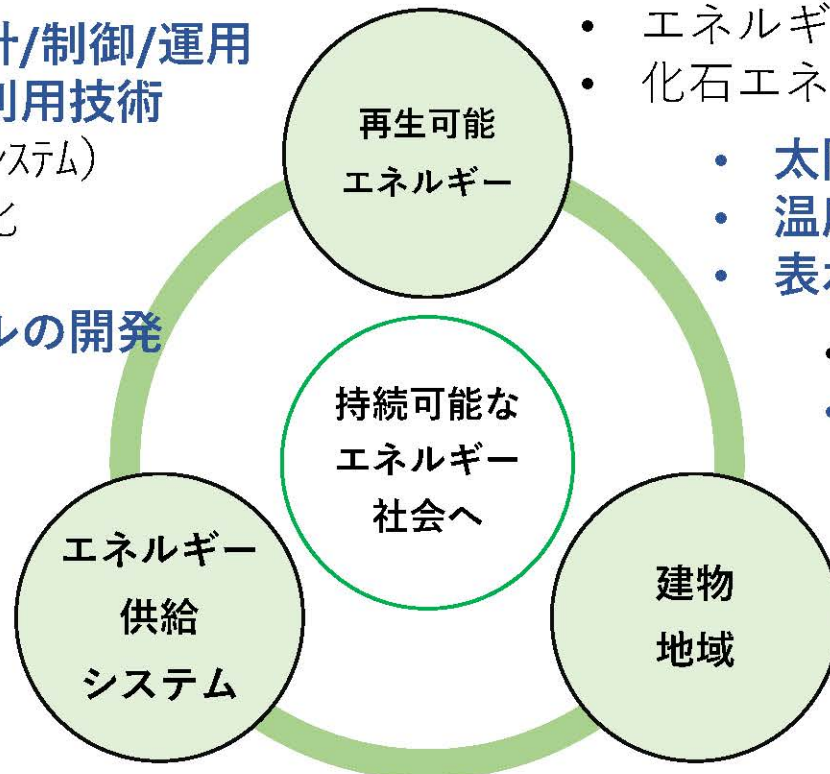 計/制御/運用
利用技術
システム)
化
ルの開発
• エネルギ
• 化石エネ
• 太陽
• 温度
• 表
再生可能
エネルギー
持続可能な
エネルギー
社会へ
エネルギー
供給
システム
建物
地域